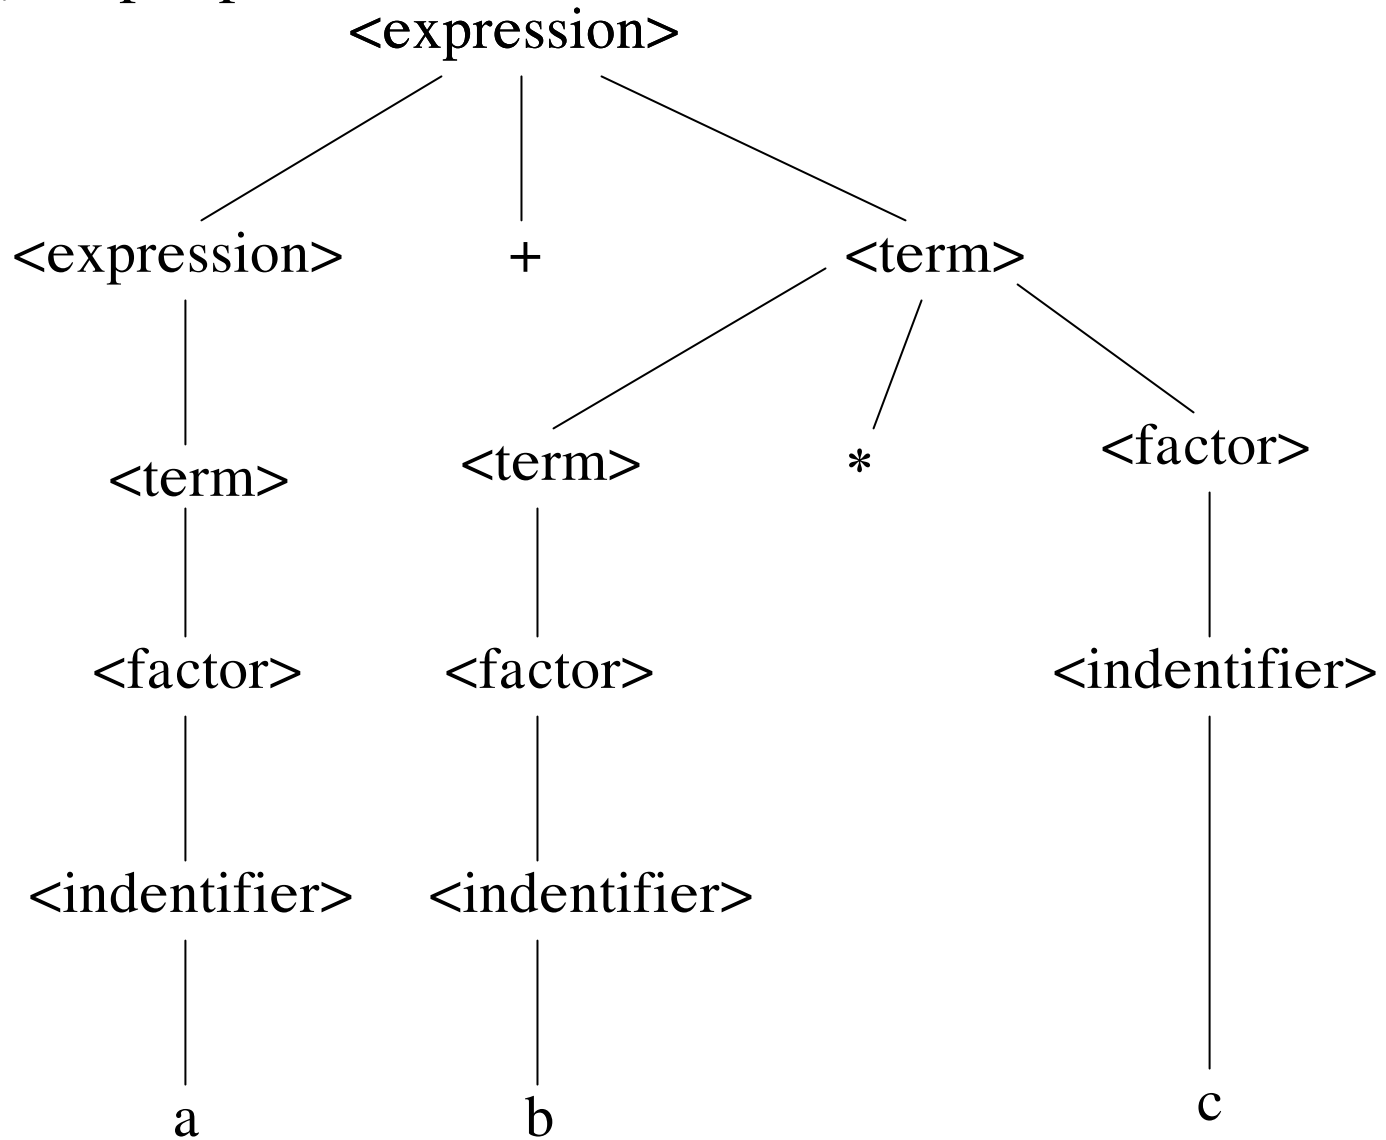 <expression>
<expression> + <term>
<term> <term> * <factor>
<factor> <factor> <indentifier>
<indentifier> <indentifier>
a b c